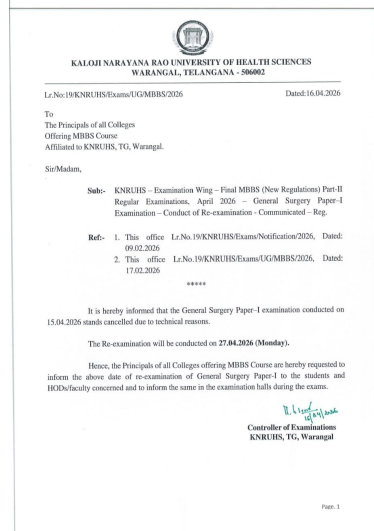 KALOJI NARAYANA RAO UNIVERSITY OF HEALTH SCIENCES
WARANGAL, TELANGANA - 506002
Lr.No:19/KNRUHS/Exams/UG/MBBS/2026 Dated:16.04.2026
To
The Principals of all Colleges
Offering MBBS Course
Affiliated to KNRUHS, TG, Warangal.
Sir/Madam,
Sub:- KNRUHS – Examination Wing – Final MBBS (New Regulations) Part-II
Regular Examinations, April 2026 – General Surgery Paper–I
Examination – Conduct of Re-examination - Communicated – Reg.
Ref:- 1. This office Lr.No.19/KNRUHS/Exams/Notification/2026, Dated:
09.02.2026
2. This office Lr.No.19/KNRUHS/Exams/UG/MBBS/2026, Dated:
17.02.2026
*****
It is hereby informed that the General Surgery Paper–I examination conducted on
15.04.2026 stands cancelled due to technical reasons.
The Re-examination will be conducted on 27.04.2026 (Monday).
Hence, the Principals of all Colleges offering MBBS Course are hereby requested to
inform the above date of re-examination of General Surgery Paper-I to the students and
HODs/faculty concerned and to inform the same in the examination halls during the exams.
16/04/2026
Controller of Examinations
KNRUHS, TG, Warangal
Page. 1